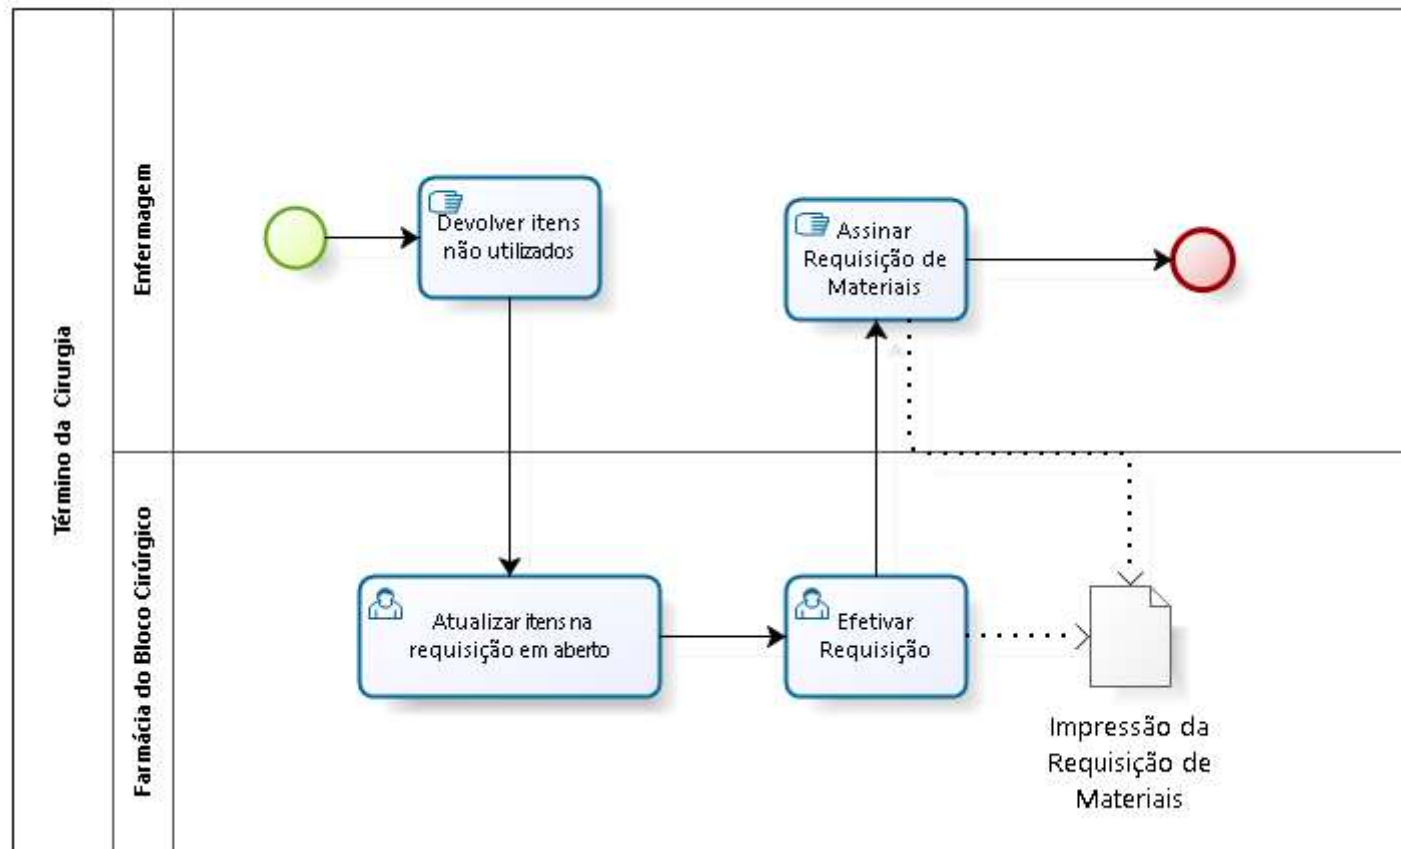 Término da Cirurgia
Enfermagem
Devolver itens
não utilizados
Assinar
Requisição de
Materiais
Farmácia do Bloco Cirúrgico
Atualizar itens na
requisição em aberto
Efetivar
Requisição
Impressão da
Requisição de
Materiais